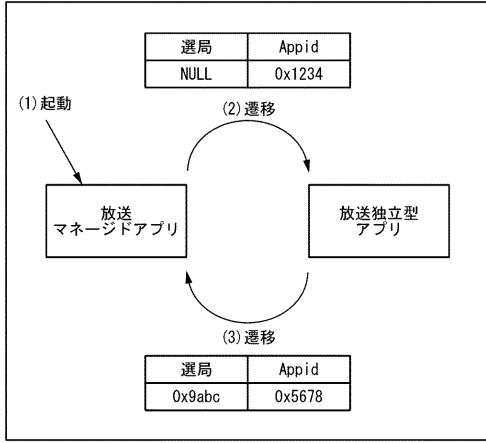 選局 Appid
NULL 0x1234
(1)起動
(2)遷移
放送
マネージドアプリ
放送独立型
アプリ
(3)遷移
選局 Appid
0x9abc 0x5678